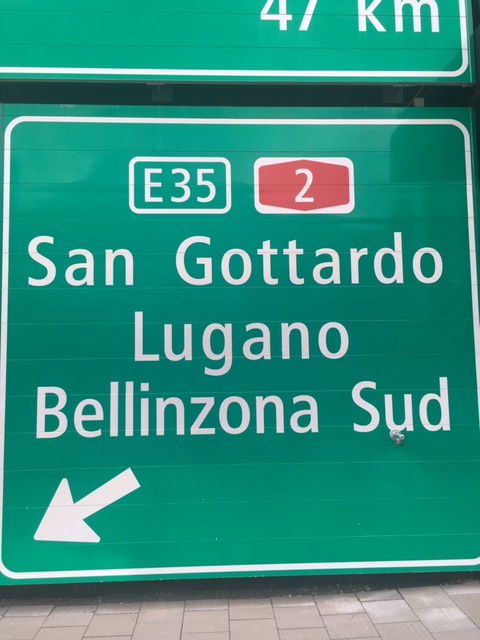 47 km
E35 2
San Gottardo
Lugano
Bellinzona Sud